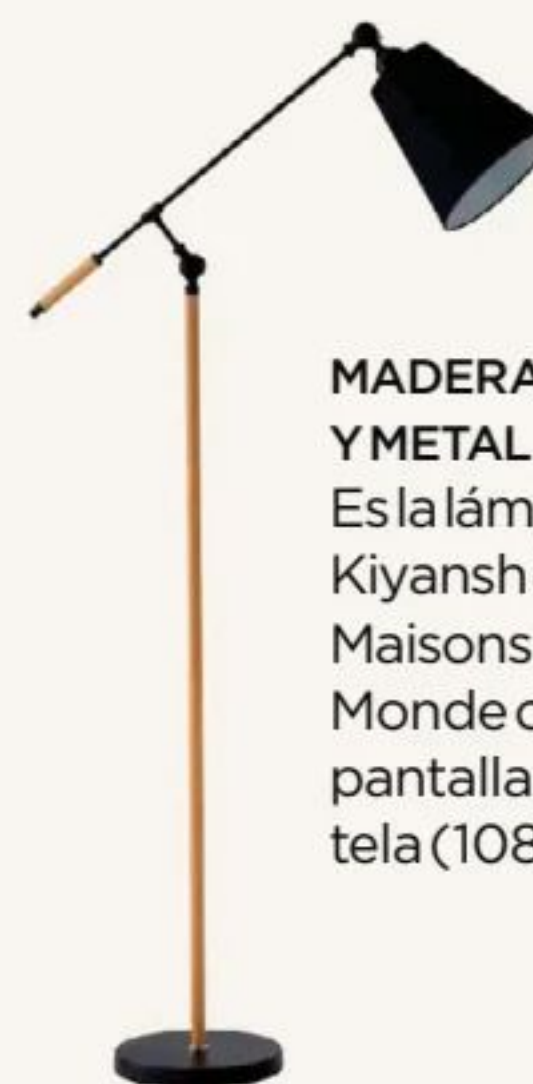 MADERA
Y METAL
Es la lám
Kiyansh
Maisons
Monde
pantalla
tela (108